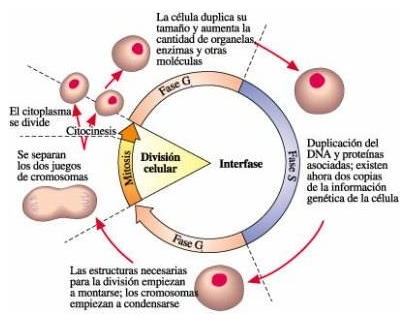 La célula duplica su
tamaño y aumenta la
cantidad de organelas,
enzimas y otras
moléculas
Fase G
El citoplasma
se divide
Citocinesis
Se separan
los dos juegos
de cromosomas
Mitosis
División
celular
Interfase
Fase S
Duplicación del
DNA y proteínas
asociadas; existen
ahora dos copias
de la información
genética de la célula
Fase G
Las estructuras necesarias
para la división empiezan
a montarse; los cromosomas
empiezan a condensarse